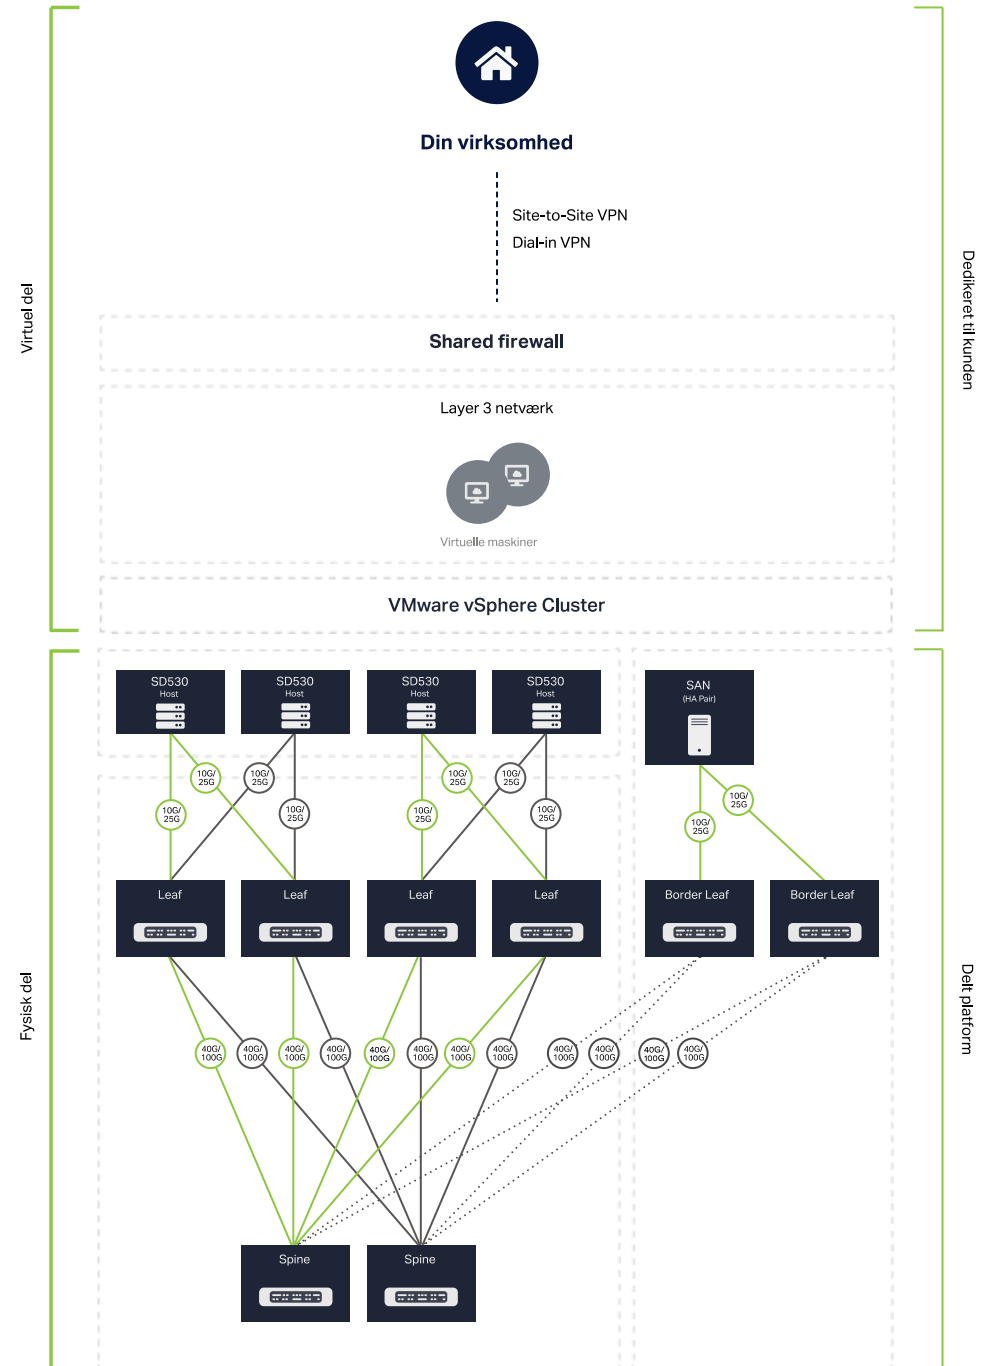 Din virksomhed
Site-to-Site VPN
Dial-in VPN
Virtuel del
Dedikeret til kunden
Shared firewall
Layer 3 netværk
Virtuelle maskiner
VMware vSphere Cluster
SD530
Host
SD530
Host
SD530
Host
SD530
Host
SAN
(HA Pair)
10G/
25G
10G/
25G
10G/
25G
10G/
25G
10G/
25G
10G/
25G
10G/
25G
10G/
25G
10G/
25G
10G/
25G
Leaf
Leaf
Leaf
Leaf
Border Leaf
Border Leaf
Fysisk del
Delt platform
40G/
100G
40G/
100G
40G/
100G
40G/
100G
40G/
100G
40G/
100G
40G/
100G
40G/
100G
40G/
100G
40G/
100G
40G/
100G
40G/
100G
Spine
Spine